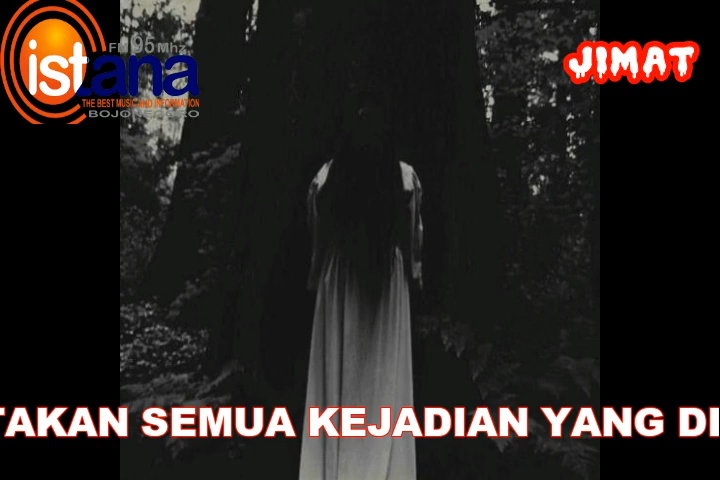 FM 95 Mhz
istana
THE BEST MUSIC AND INFORMATION
BOJONEGORO
JIMAT
TAKAN SEMUA KEJADIAN YANG DI